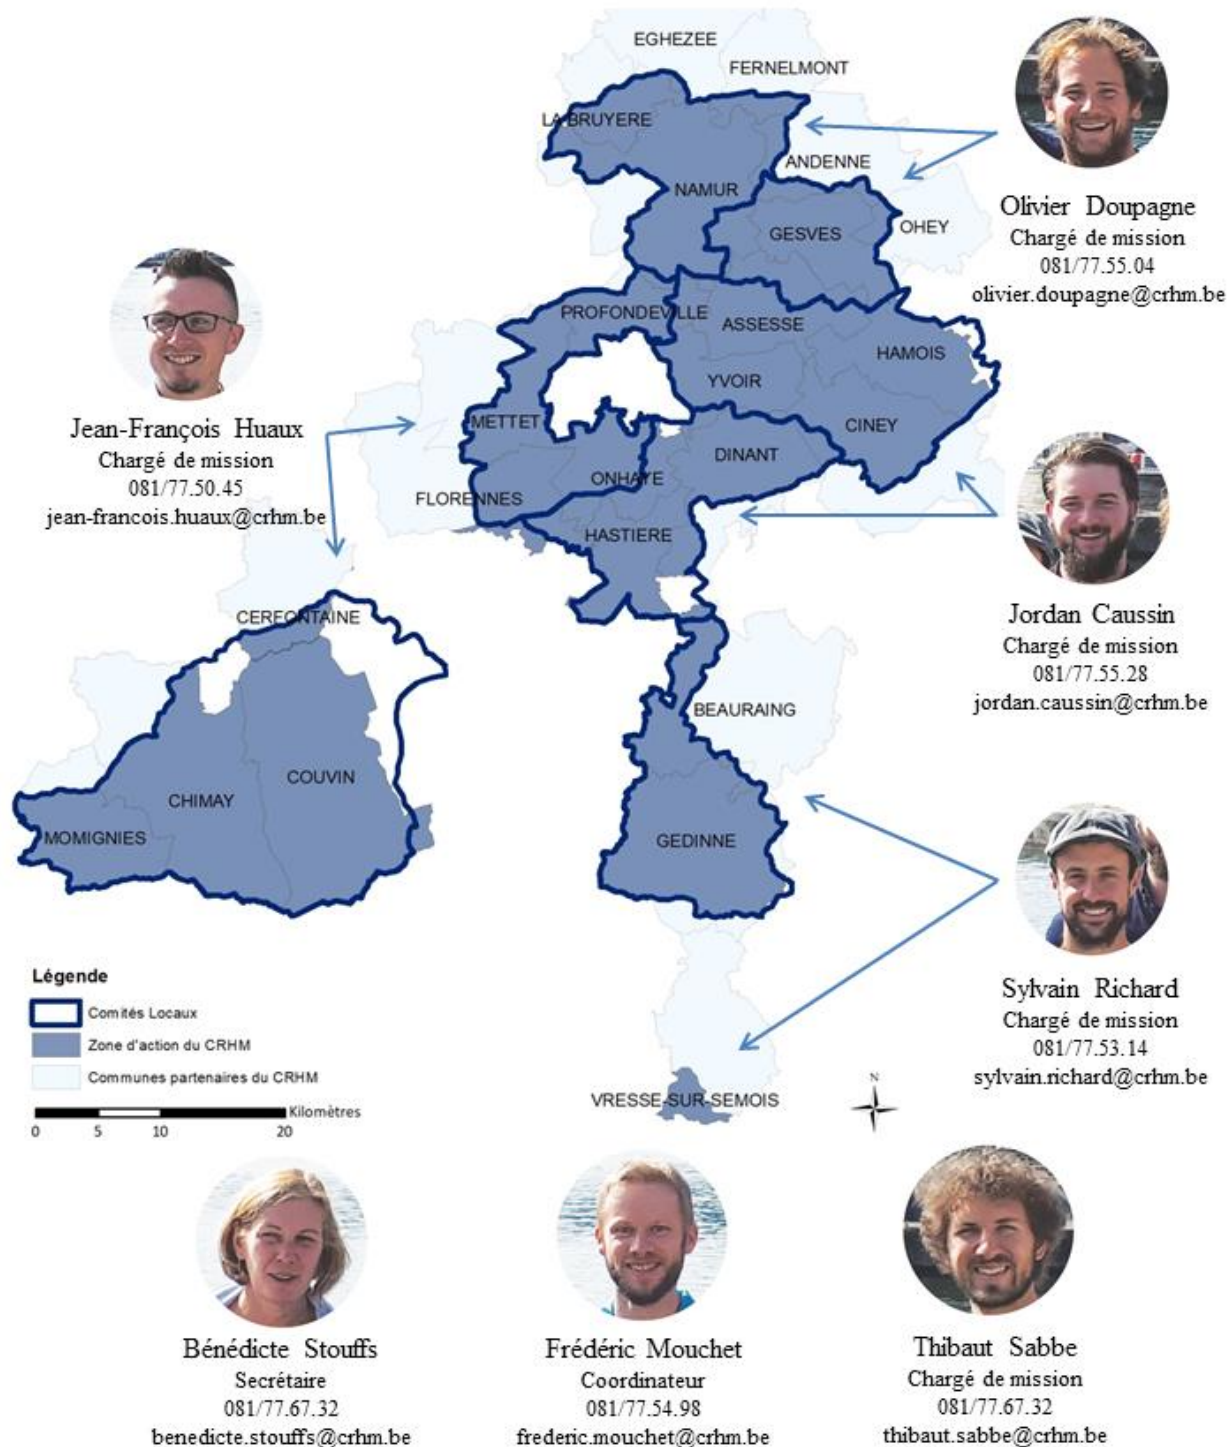 EGHEZEE
FERNELMONT
LA BRUYERE
ANDENNE
NAMUR
OHEY
GESVES
Olivier Doupagne
Chargé de mission
081/77.55.04
olivier.doupagne@crhm.be
PROFONDEVILLE
ASSESSE
HAMOIS
YVOIR
CINEY
METTET
DINANT
ONHAYE
FLORENNES
HASTIERE
Jean-François Huaux
Chargé de mission
081/77.50.45
jean-francois.huaux@crhm.be
Jordan Caussin
Chargé de mission
081/77.55.28
jordan.caussin@crhm.be
CERFONTAINE
BEAURAING
COUVIN
CHIMAY
MOMIGNIES
GEDINNE
Sylvain Richard
Chargé de mission
081/77.53.14
sylvain.richard@crhm.be
Légende
Comités Locaux
Zone d'action du CRHM
Communes partenaires du CRHM
Kilomètres
0 5 10 20
VRESSE-SUR-SEMOIS
N
Bénédicte Stouffs
Secrétaire
081/77.67.32
benedicte.stouffs@crhm.be
Frédéric Mouchet
Coordinateur
081/77.54.98
frederic.mouchet@crhm.be
Thibaut Sabbe
Chargé de mission
081/77.67.32
thibaut.sabbe@crhm.be